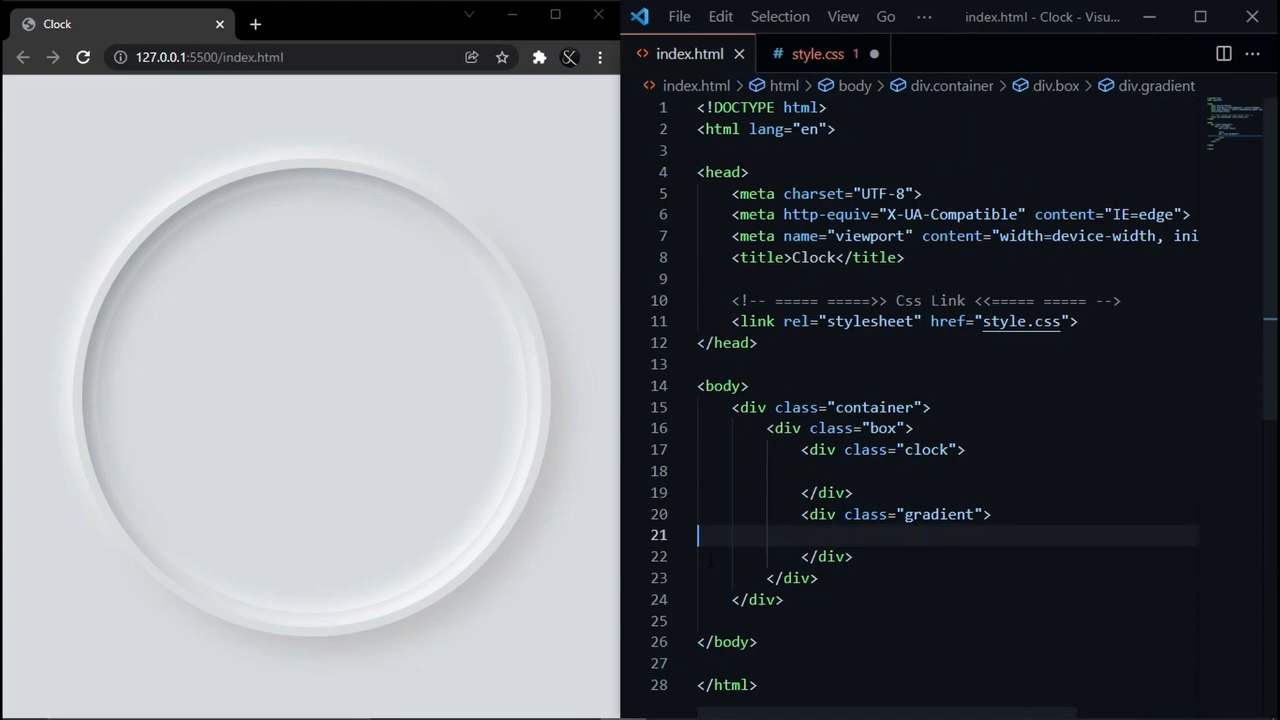 Clock
127.0.0.1:5500/index.html
File Edit Selection View Go ··· index.html - Clock - Visu...
index.html
# style.css 1
index.html > html > body > div.container > div.box > div.gradient
1 <!DOCTYPE html>
2 <html lang="en">
3
4 <head>
5 <meta charset="UTF-8">
6 <meta http-equiv="X-UA-Compatible" content="IE=edge">
7 <meta name="viewport" content="width=device-width, ini
8 <title>Clock</title>
9
10 <!-- ===== =====>> Css Link <<===== ===== -->
11 <link rel="stylesheet" href="style.css">
12 </head>
13
14 <body>
15 <div class="container">
16 <div class="box">
17 <div class="clock">
18
19 </div>
20 <div class="gradient">
21
22 </div>
23 </div>
24 </div>
25
26 </body>
27
28 </html>